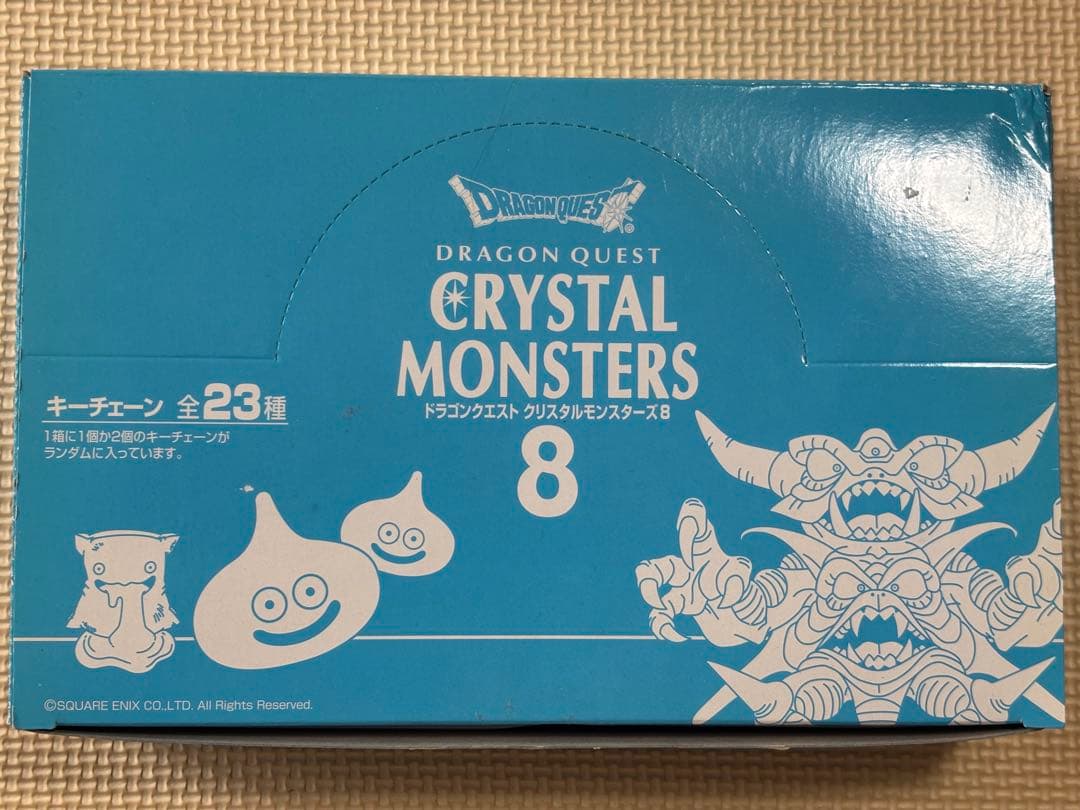 DRAGON QUEST
®
DRAGON QUEST
CRYSTAL
MONSTERS
ドラゴンクエスト クリスタルモンスターズ8
8
キーチェーン 全23種
1箱に1個か2個のキーチェーンが
ランダムに入っています。
©SQUARE ENIX CO.,LTD. All Rights Reserved.